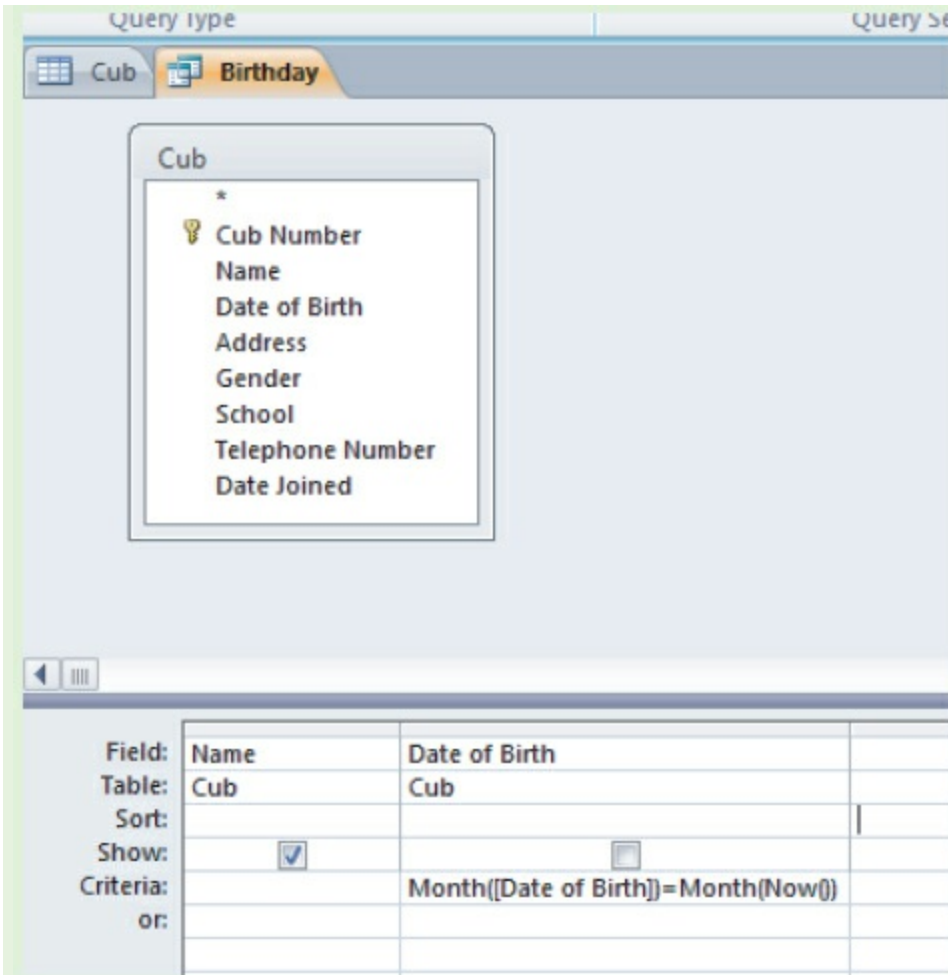 Query Type Query Se
Cub Birthday
Cub
*
Cub Number
Name
Date of Birth
Address
Gender
School
Telephone Number
Date Joined
Field: Name Date of Birth
Table: Cub Cub
Sort:
Show:
Criteria: Month([Date of Birth])=Month(Now())
or: